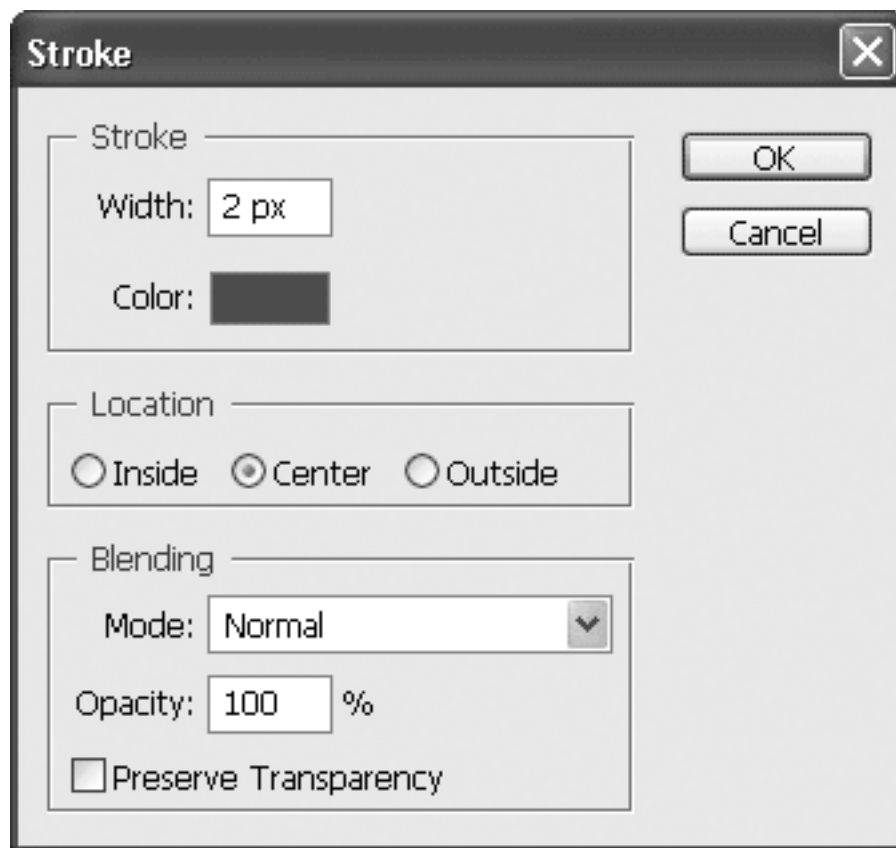 Stroke
Stroke
Width: 2 px
Color:
OK
Cancel
Location
Inside Center Outside
Blending
Mode: Normal
Opacity: 100 %
Preserve Transparency